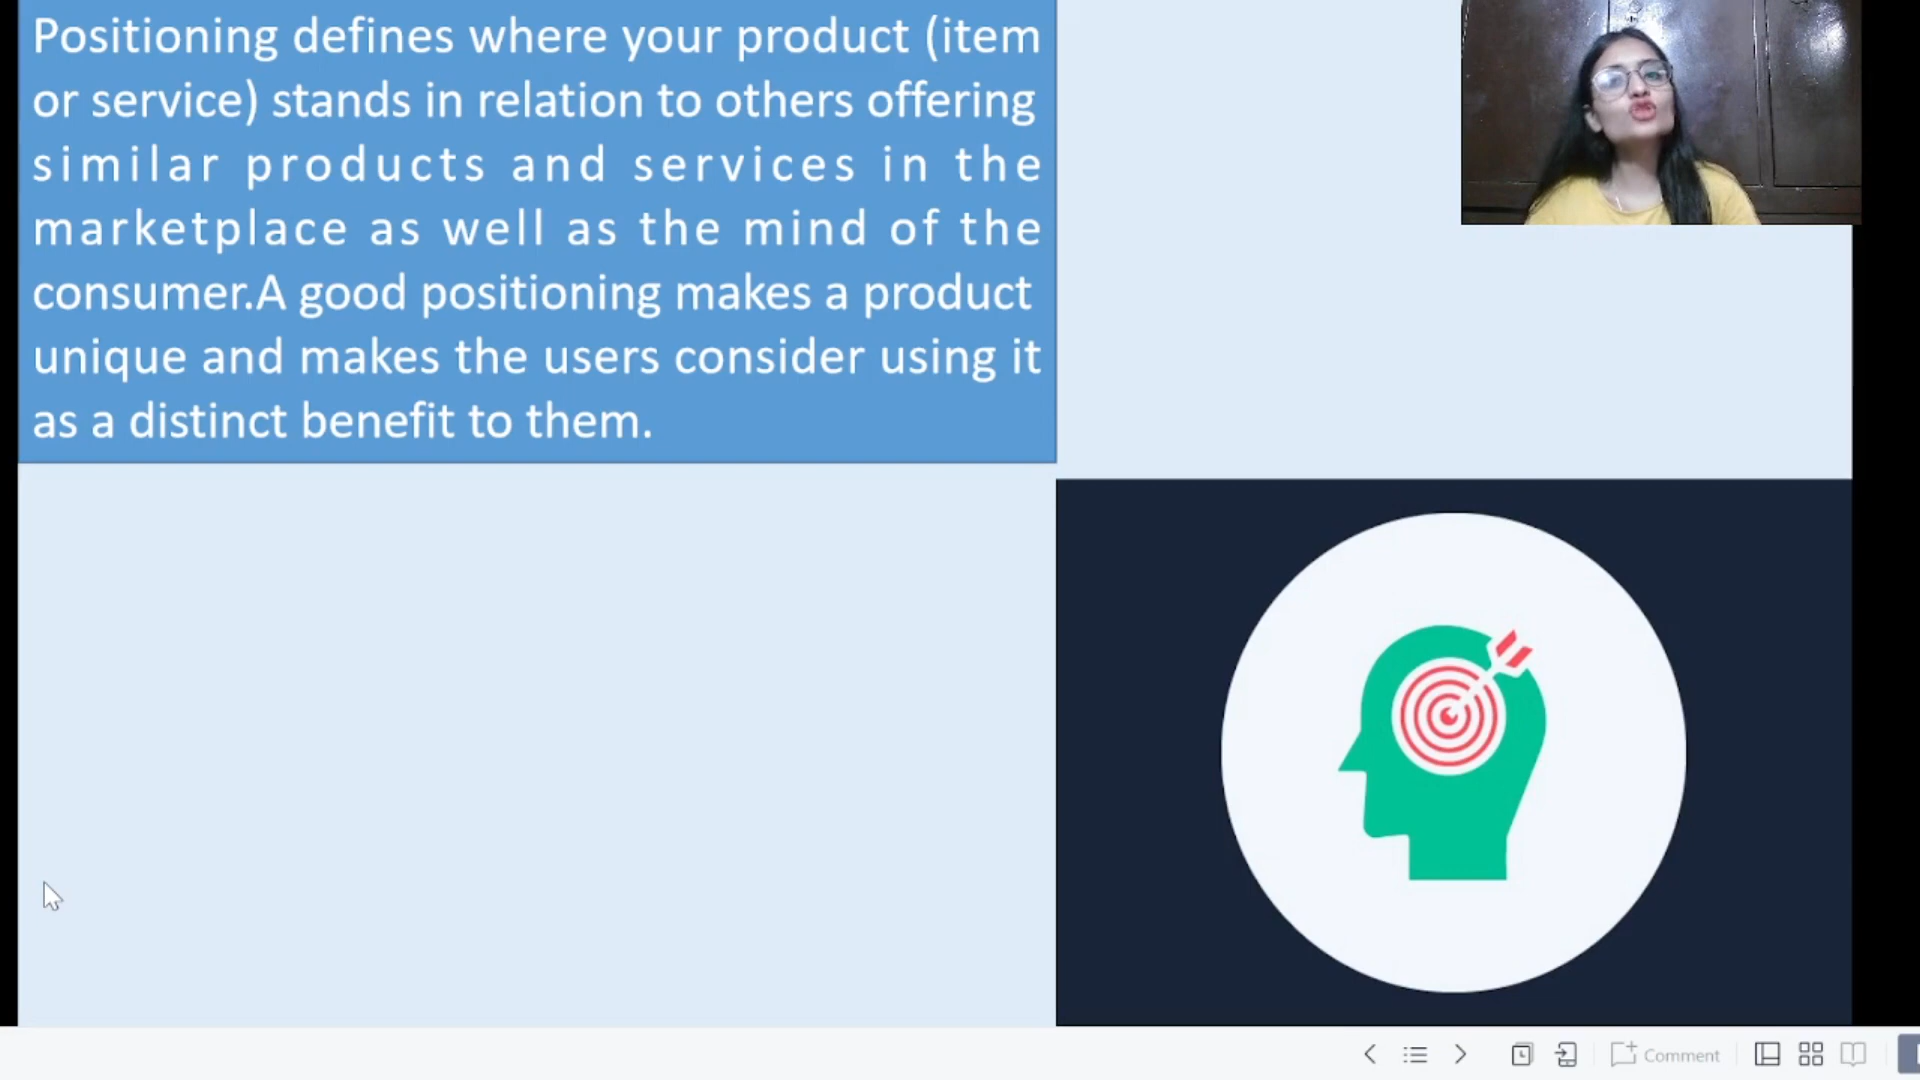 Positioning defines where your product (item
or service) stands in relation to others offering
similar products and services in the
marketplace as well as the mind of the
consumer.A good positioning makes a product
unique and makes the users consider using it
as a distinct benefit to them.
Comment